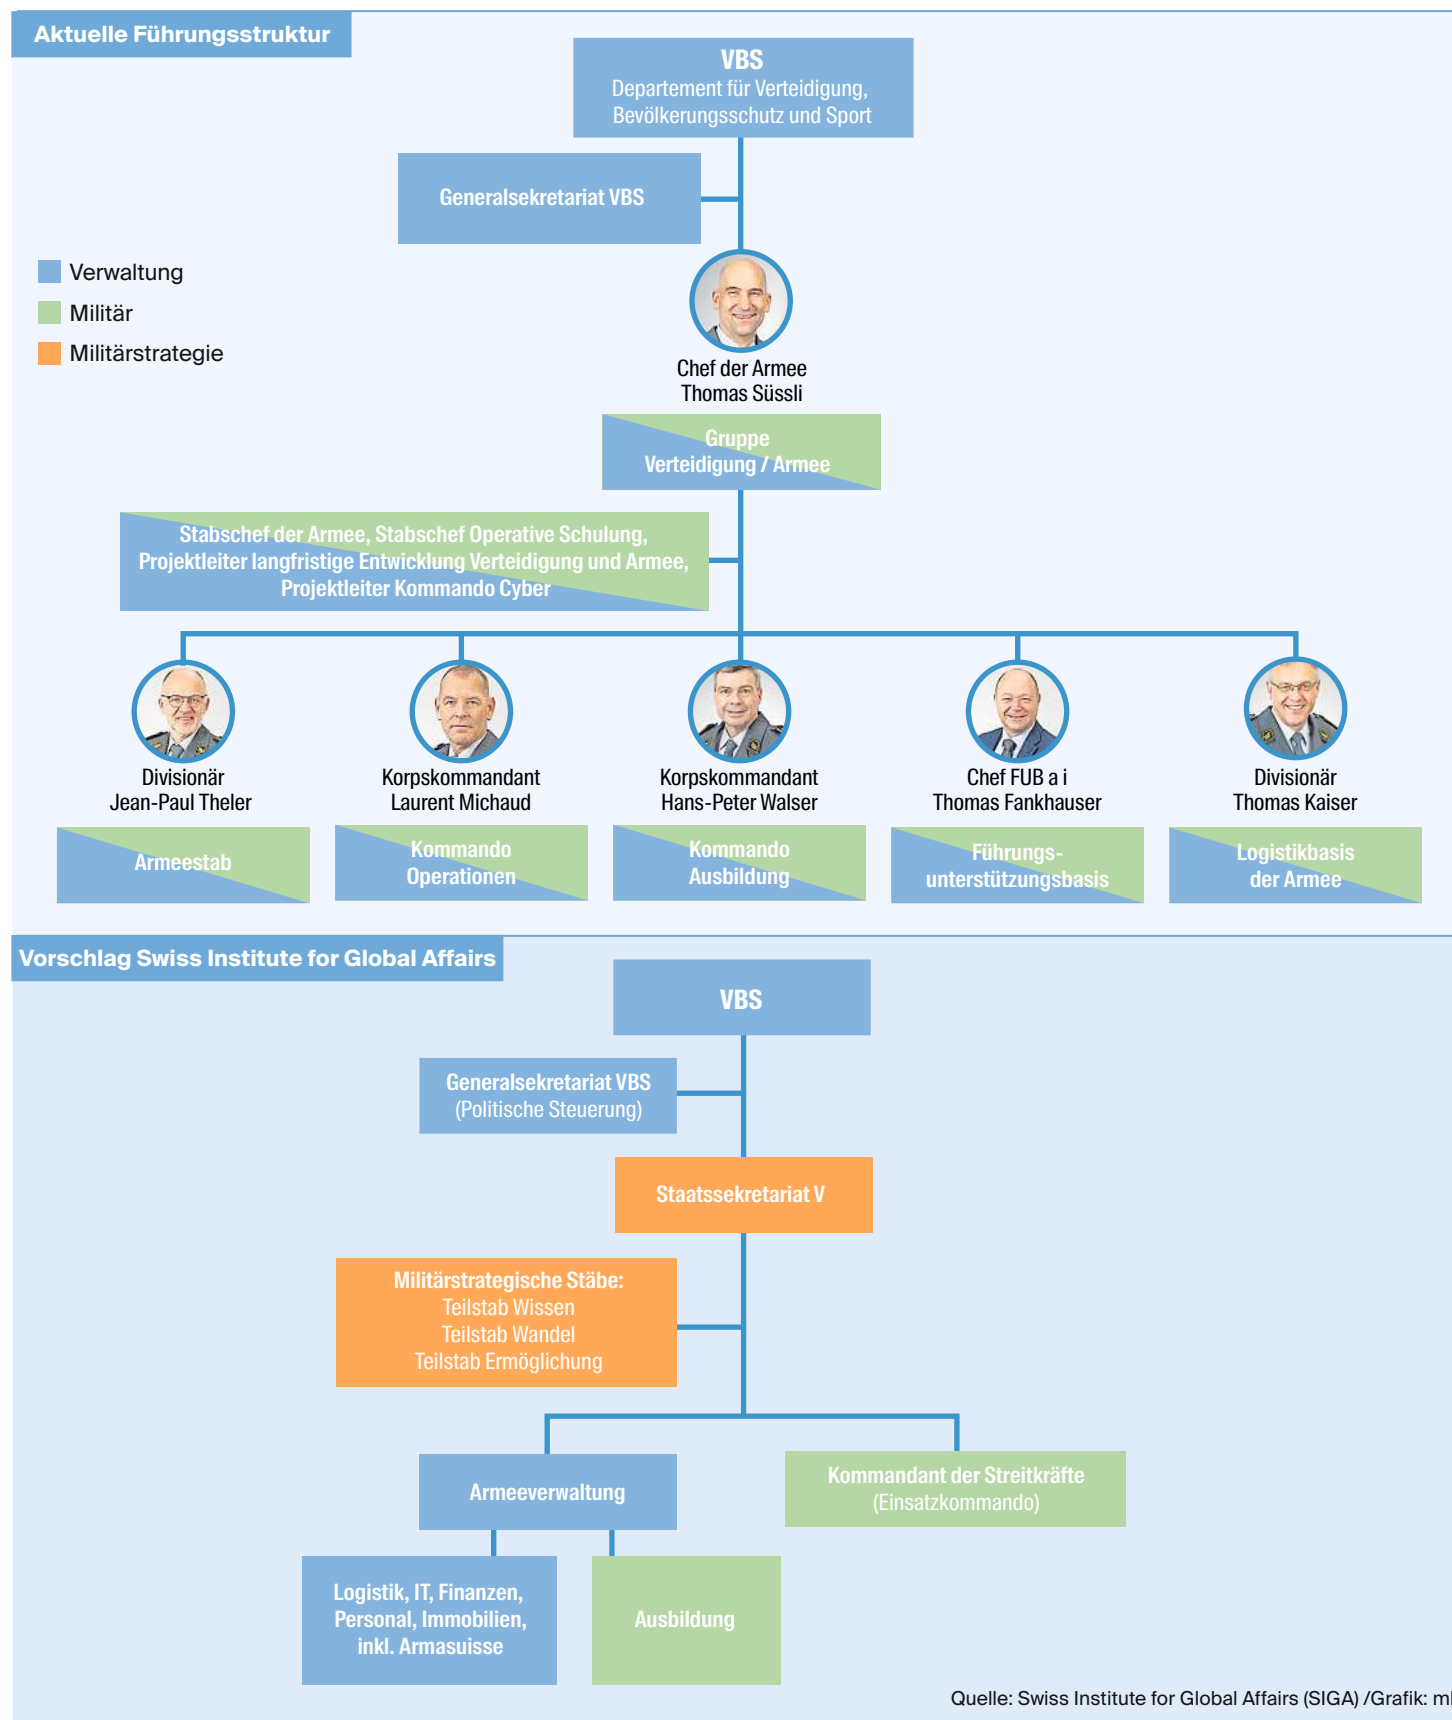 Aktuelle Führungsstruktur
VBS
Departement für Verteidigung,
Bevölkerungsschutz und Sport
Generalsekretariat VBS
Verwaltung
Militär
Militärstrategie
Chef der Armee
Thomas Süssli
Gruppe
Verteidigung / Armee
Stabschef der Armee, Stabschef Operative Schulung,
Projektleiter langfristige Entwicklung Verteidigung und Armee,
Projektleiter Kommando Cyber
Divisionär
Jean-Paul Theler
Armeestab
Korpskommandant
Laurent Michaud
Kommando
Operationen
Korpskommandant
Hans-Peter Walser
Kommando
Ausbildung
Chef FUB a i
Thomas Fankhauser
Führungs-
unterstützungsbasis
Divisionär
Thomas Kaiser
Logistikbasis
der Armee
Vorschlag Swiss Institute for Global Affairs
VBS
Generalsekretariat VBS
(Politische Steuerung)
Staatssekretariat V
Militärstrategische Stäbe:
Teilstab Wissen
Teilstab Wandel
Teilstab Ermöglichung
Armeeverwaltung
Kommandant der Streitkräfte
(Einsatzkommando)
Logistik, IT, Finanzen,
Personal, Immobilien,
inkl. Armasuisse
Ausbildung
Quelle: Swiss Institute for Global Affairs (SIGA) /Grafik: